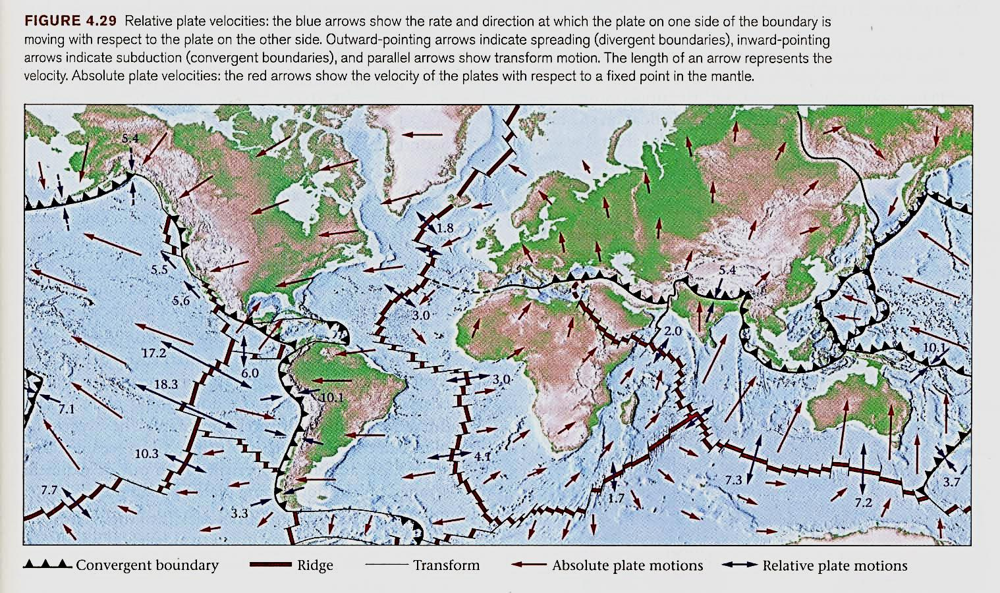 FIGURE 4.29 Relative plate velocities: the blue arrows show the rate and direction at which the plate on one side of the boundary is
moving with respect to the plate on the other side. Outward-pointing arrows indicate spreading (divergent boundaries), inward-pointing
arrows indicate subduction (convergent boundaries), and parallel arrows show transform motion. The length of an arrow represents the
velocity. Absolute plate velocities: the red arrows show the velocity of the plates with respect to a fixed point in the mantle.
5.4
1.8
5.5
5.4
5.6
3.0
2.0
17.2
10.1
6.0
18.3
3.0
10.1
7.1
10.3
4.1
7.7
7.3
3.7
3.3
1.7
7.2
Convergent boundary
Ridge
Transform
Absolute plate motions
Relative plate motions